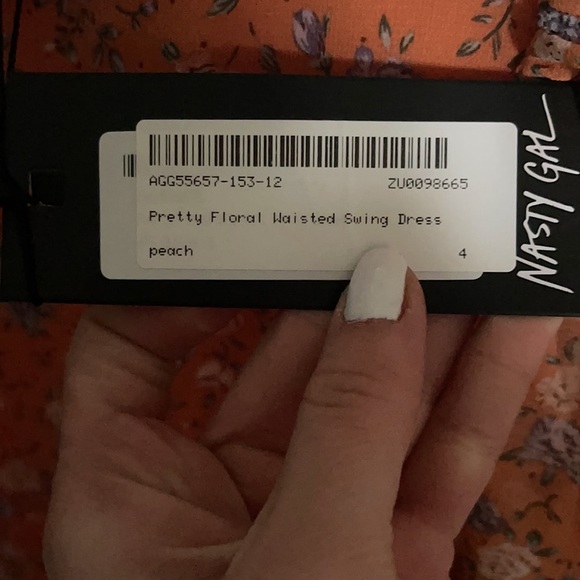 AGG55657-153-12 ZU0098665
Pretty Floral Waisted Swing Dress
peach 4
NASTY GAL